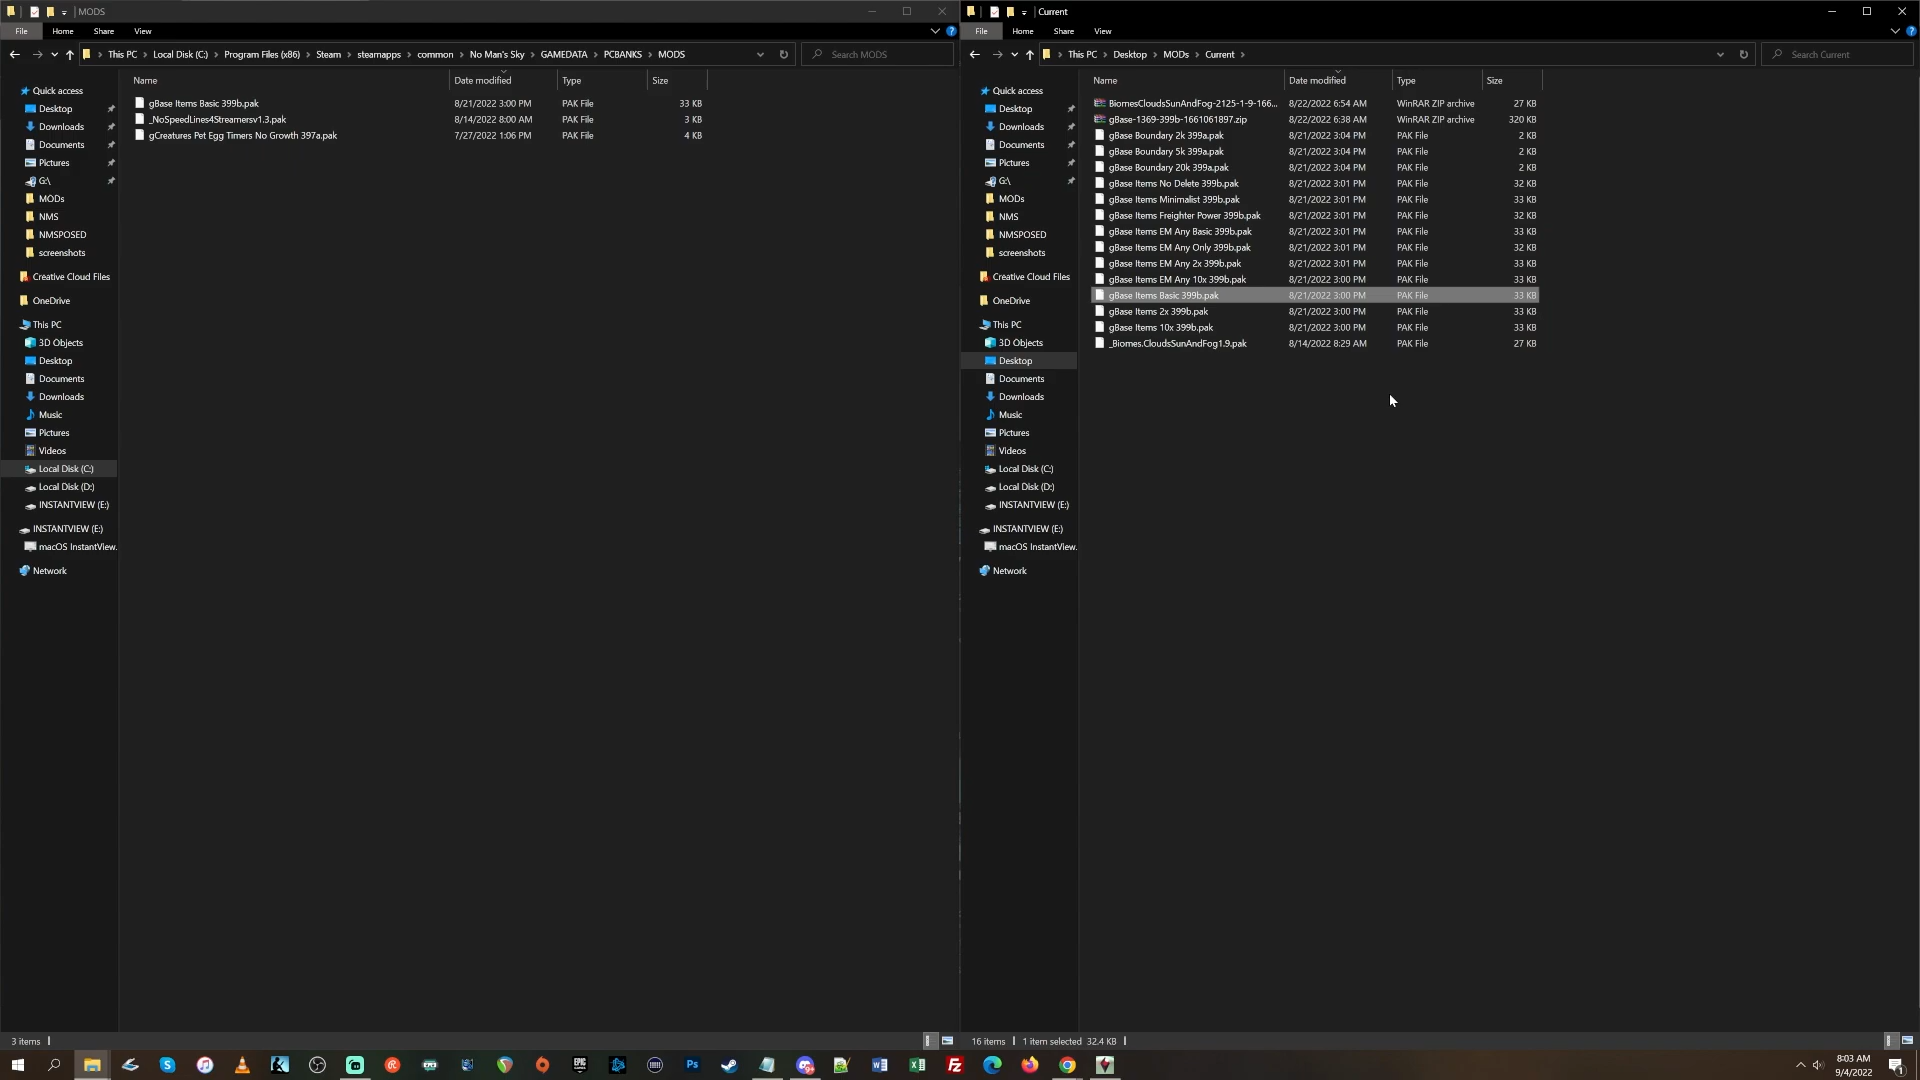 MODS
File Home Share View
This PC Local Disk (C:) Program Files (x86) Steam steamapps common No Man's Sky GAMEDATA PCBANKS MODS
Search MODS
Quick access
Desktop
Downloads
Documents
Pictures
G:\
MODs
NMS
NMSPOSED
screenshots
Creative Cloud Files
OneDrive
This PC
3D Objects
Desktop
Documents
Downloads
Music
Pictures
Videos
Local Disk (C:)
Local Disk (D:)
INSTANTVIEW (E:)
INSTANTVIEW (E:)
macOS InstantView.
Network
Name Date modified Type Size
gBase Items Basic 399b.pak 8/21/2022 3:00 PM PAK File 33 KB
_NoSpeedLines4Streamersv1.3.pak 8/14/2022 8:00 AM PAK File 3 KB
gCreatures Pet Egg Timers No Growth 397a.pak 7/27/2022 1:06 PM PAK File 4 KB
3 items
Current
File Home Share View
This PC Desktop MODs Current
Search Current
Quick access
Desktop
Downloads
Documents
Pictures
G:\
MODs
NMS
NMSPOSED
screenshots
Creative Cloud Files
OneDrive
This PC
3D Objects
Desktop
Documents
Downloads
Music
Pictures
Videos
Local Disk (C:)
Local Disk (D:)
INSTANTVIEW (E:)
INSTANTVIEW (E:)
macOS InstantView.
Network
Name Date modified Type Size
BiomesCloudsSunAndFog-2125-1-9-166... 8/22/2022 6:54 AM WinRAR ZIP archive 27 KB
gBase-1369-399b-1661061897.zip 8/22/2022 6:38 AM WinRAR ZIP archive 320 KB
gBase Boundary 2k 399a.pak 8/21/2022 3:04 PM PAK File 2 KB
gBase Boundary 5k 399a.pak 8/21/2022 3:04 PM PAK File 2 KB
gBase Boundary 20k 399a.pak 8/21/2022 3:04 PM PAK File 2 KB
gBase Items No Delete 399b.pak 8/21/2022 3:01 PM PAK File 32 KB
gBase Items Minimalist 399b.pak 8/21/2022 3:01 PM PAK File 33 KB
gBase Items Freighter Power 399b.pak 8/21/2022 3:01 PM PAK File 32 KB
gBase Items EM Any Basic 399b.pak 8/21/2022 3:01 PM PAK File 33 KB
gBase Items EM Any Only 399b.pak 8/21/2022 3:01 PM PAK File 32 KB
gBase Items EM Any 2x 399b.pak 8/21/2022 3:01 PM PAK File 33 KB
gBase Items EM Any 10x 399b.pak 8/21/2022 3:00 PM PAK File 33 KB
gBase Items Basic 399b.pak 8/21/2022 3:00 PM PAK File 33 KB
gBase Items 2x 399b.pak 8/21/2022 3:00 PM PAK File 33 KB
gBase Items 10x 399b.pak 8/21/2022 3:00 PM PAK File 33 KB
_Biomes.CloudsSunAndFog1.9.pak 8/14/2022 8:29 AM PAK File 27 KB
16 items 1 item selected 32.4 KB
8:03 AM
9/4/2022